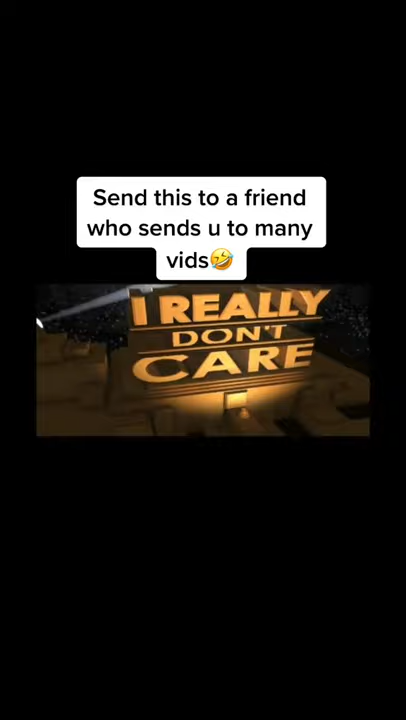 Send this to a friend
who sends u to many
vids🤣
I REALLY
DON'T
CARE